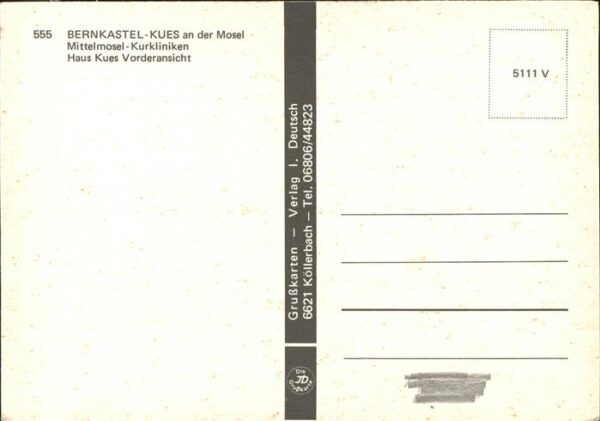 555 BERNKASTEL-KUES an der Mosel
Mittelmosel-Kurkliniken
Haus Kues Vorderansicht
Grußkarten – Verlag I. Deutsch
6621 Köllerbach – Tel. 06806/44823
5111 V
Die
JD
Grußkarte